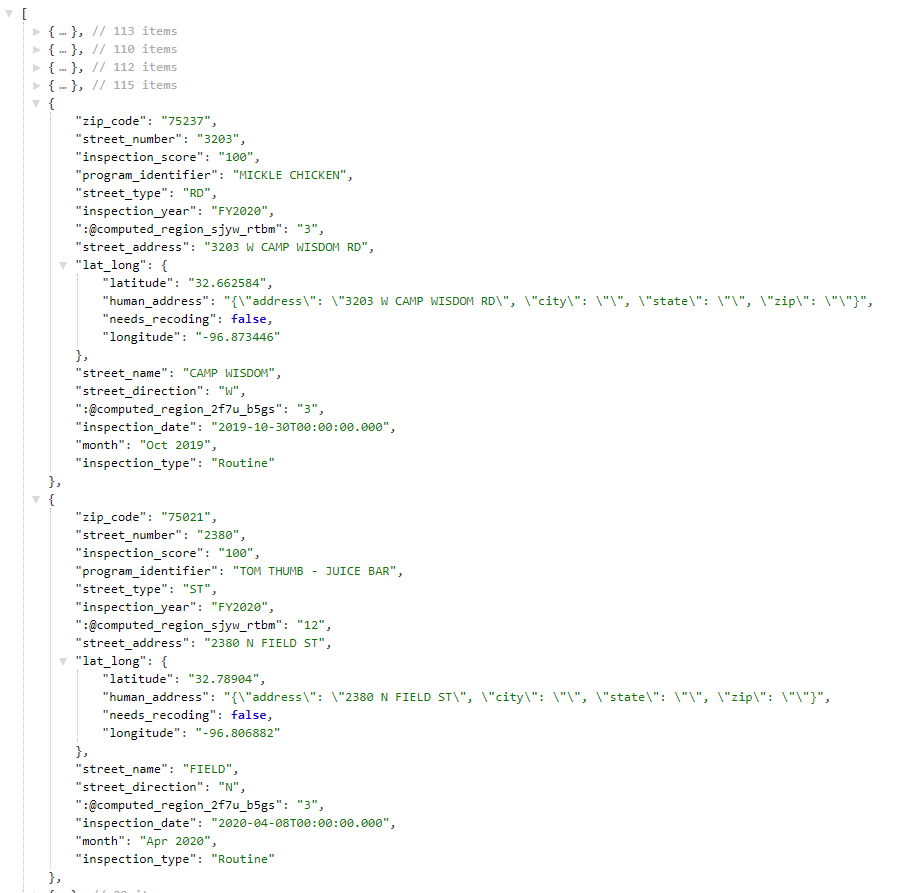 [
{ … }, // 113 items
{ … }, // 110 items
{ … }, // 112 items
{ … }, // 115 items
{
"zip_code": "75237",
"street_number": "3203",
"inspection_score": "100",
"program_identifier": "MICKLE CHICKEN",
"street_type": "RD",
"inspection_year": "FY2020",
":@computed_region_sjyw_rtbm": "3",
"street_address": "3203 W CAMP WISDOM RD",
"lat_long": {
"latitude": "32.662584",
"human_address": "{\"address\": \"3203 W CAMP WISDOM RD\", \"city\": \"\", \"state\": \"\", \"zip\": \"\"}",
"needs_recoding": false,
"longitude": "-96.873446"
},
"street_name": "CAMP WISDOM",
"street_direction": "W",
":@computed_region_2f7u_b5gs": "3",
"inspection_date": "2019-10-30T00:00:00.000",
"month": "Oct 2019",
"inspection_type": "Routine"
},
{
"zip_code": "75021",
"street_number": "2380",
"inspection_score": "100",
"program_identifier": "TOM THUMB - JUICE BAR",
"street_type": "ST",
"inspection_year": "FY2020",
":@computed_region_sjyw_rtbm": "12",
"street_address": "2380 N FIELD ST",
"lat_long": {
"latitude": "32.78904",
"human_address": "{\"address\": \"2380 N FIELD ST\", \"city\": \"\", \"state\": \"\", \"zip\": \"\"}",
"needs_recoding": false,
"longitude": "-96.806882"
},
"street_name": "FIELD",
"street_direction": "N",
":@computed_region_2f7u_b5gs": "3",
"inspection_date": "2020-04-08T00:00:00.000",
"month": "Apr 2020",
"inspection_type": "Routine"
},